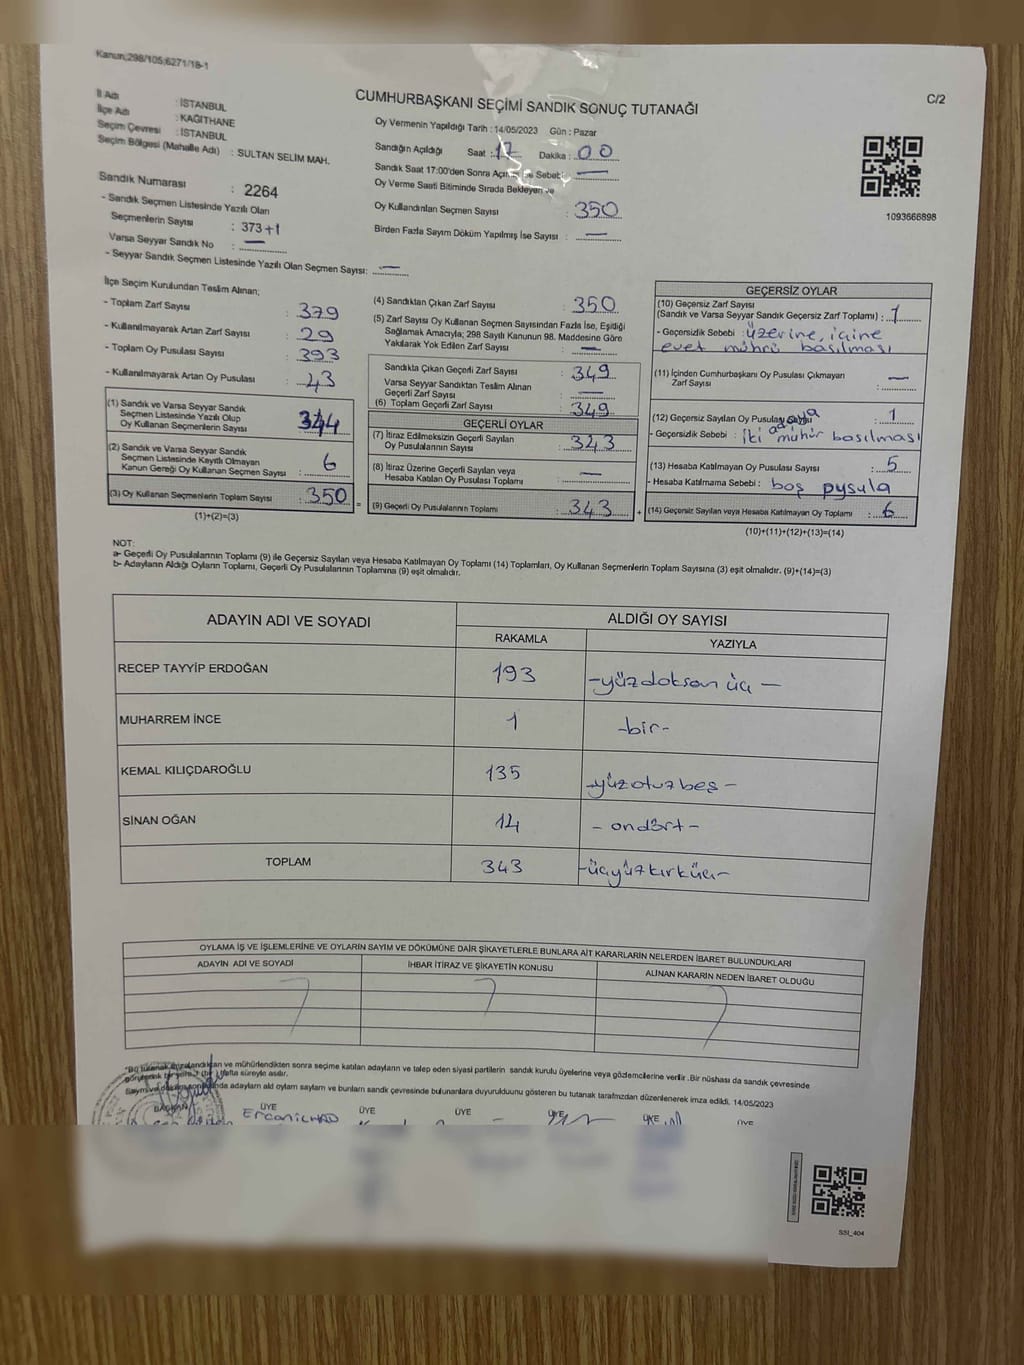 Kanun;298/105;6271/18-1
C/2
İl Adı : İSTANBUL
İlçe Adı : KAĞITHANE
Seçim Çevresi : İSTANBUL
Seçim Bölgesi (Mahalle Adı) : SULTAN SELİM MAH.
Sandık Numarası : 2264
- Sandık Seçmen Listesinde Yazılı Olan
Seçmenlerin Sayısı : 373+1
Varsa Seyyar Sandık No : —
- Seyyar Sandık Seçmen Listesinde Yazılı Olan Seçmen Sayısı: —
CUMHURBAŞKANI SEÇİMİ SANDIK SONUÇ TUTANAĞI
Oy Vermenin Yapıldığı Tarih : 14/05/2023 Gün : Pazar
Sandığın Açıldığı Saat : 17 Dakika : 00
Sandık Saat 17:00'den Sonra Sebebi —
Oy Verme Saati Bitiminde Sırada Bekleyen ve
Oy Kullandırılan Seçmen Sayısı : 350
Birden Fazla Sayım Döküm Yapılmış İse Sayısı : —
1093666898
İlçe Seçim Kurulundan Teslim Alınan;
- Toplam Zarf Sayısı : 379
- Kullanılmayarak Artan Zarf Sayısı : 29
- Toplam Oy Pusulası Sayısı : 393
- Kullanılmayarak Artan Oy Pusulası : 43
(1) Sandık ve Varsa Seyyar Sandık
Seçmen Listesinde Yazılı Olup
Oy Kullanan Seçmenlerin Sayısı : 344
(2) Sandık ve Varsa Seyyar Sandık
Seçmen Listesinde Kayıtlı Olmayan
Kanun Gereği Oy Kullanan Seçmen Sayısı : 6
(3) Oy Kullanan Seçmenlerin Toplam Sayısı : 350
(1)+(2)=(3)
(4) Sandıktan Çıkan Zarf Sayısı : 350
(5) Zarf Sayısı Oy Kullanan Seçmen Sayısından Fazla İse, Eşitliği
Sağlamak Amacıyla; 298 Sayılı Kanunun 98. Maddesine Göre
Yakılarak Yok Edilen Zarf Sayısı : —
Sandıkta Çıkan Geçerli Zarf Sayısı : 349
Varsa Seyyar Sandıktan Teslim Alınan
Geçerli Zarf Sayısı : —
(6) Toplam Geçerli Zarf Sayısı : 349
GEÇERLİ OYLAR
(7) İtiraz Edilmeksizin Geçerli Sayılan
Oy Pusulalarının Sayısı : 343
(8) İtiraz Üzerine Geçerli Sayılan veya
Hesaba Katılan Oy Pusulası Toplamı : —
= (9) Geçerli Oy Pusulalarının Toplamı : 343 +
GEÇERSİZ OYLAR
(10) Geçersiz Zarf Sayısı
(Sandık ve Varsa Seyyar Sandık Geçersiz Zarf Toplamı) : 1
- Geçersizlik Sebebi : üzerine, içine
evet mührü basılması
(11) İçinden Cumhurbaşkanı Oy Pusulası Çıkmayan
Zarf Sayısı : —
(12) Geçersiz Sayılan Oy Pusulası : 1
- Geçersizlik Sebebi : İki mühür basılması
(13) Hesaba Katılmayan Oy Pusulası Sayısı : 5
- Hesaba Katılmama Sebebi : boş pysula
(14) Geçersiz Sayılan veya Hesaba Katılmayan Oy Toplamı : 6
(10)+(11)+(12)+(13)=(14)
NOT:
a- Geçerli Oy Pusulalarının Toplamı (9) ile Geçersiz Sayılan veya Hesaba Katılmayan Oy Toplamı (14) Toplamları, Oy Kullanan Seçmenlerin Toplam Sayısına (3) eşit olmalıdır. (9)+(14)=(3)
b- Adayların Aldığı Oyların Toplamı, Geçerli Oy Pusulalarının Toplamına (9) eşit olmalıdır.
ADAYIN ADI VE SOYADI
ALDIĞI OY SAYISI
RAKAMLA YAZIYLA
RECEP TAYYİP ERDOĞAN 193 -yüzdoksan üç-
MUHARREM İNCE 1 -bir-
KEMAL KILIÇDAROĞLU 135 -yüzotuzbeş-
SİNAN OĞAN 14 -ondört-
TOPLAM 343 -üçyüzkırküç-
OYLAMA İŞ VE İŞLEMLERİNE VE OYLARIN SAYIM VE DÖKÜMÜNE DAİR ŞİKAYETLERLE BUNLARA AİT KARARLARIN NELERDEN İBARET BULUNDUKLARI
ADAYIN ADI VE SOYADI İHBAR İTİRAZ VE ŞİKAYETİN KONUSU ALINAN KARARIN NEDEN İBARET OLDUĞU
"Bu tutanak imzalandıktan ve mühürlendikten sonra seçime katılan adayların ve talep eden siyasi partilerin sandık kurulu üyelerine veya gözlemcilerine verilir. Bir nüshası da sandık çevresinde
hafta süreyle asılır.
adayların ald oylarn sayların ve bunların sandık çevresinde bulunanlara duyurulduunu gösteren bu tutanak tarafımızdan düzenlenerek imza edildi. 14/05/2023
BAŞKAN ÜYE ÜYE ÜYE ÜYE ÜYE ÜYE
SSI_404